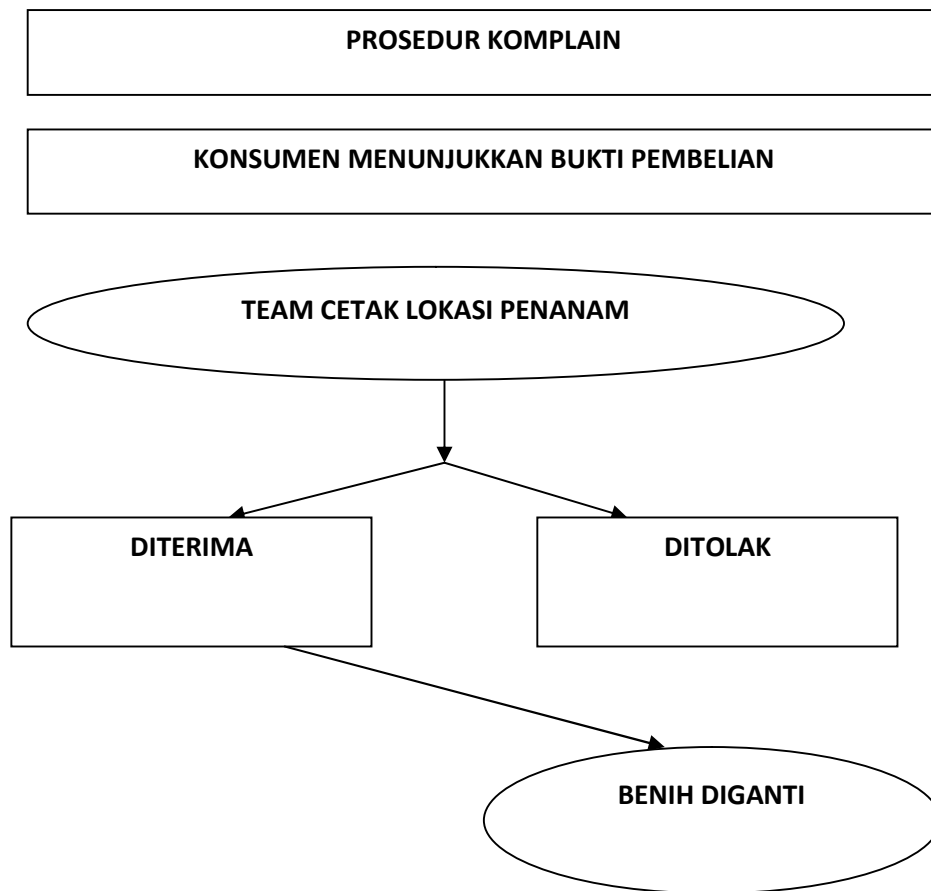 PROSEDUR KOMPLAIN
KONSUMEN MENUNJUKKAN BUKTI PEMBELIAN
TEAM CETAK LOKASI PENANAM
DITERIMA
DITOLAK
BENIH DIGANTI